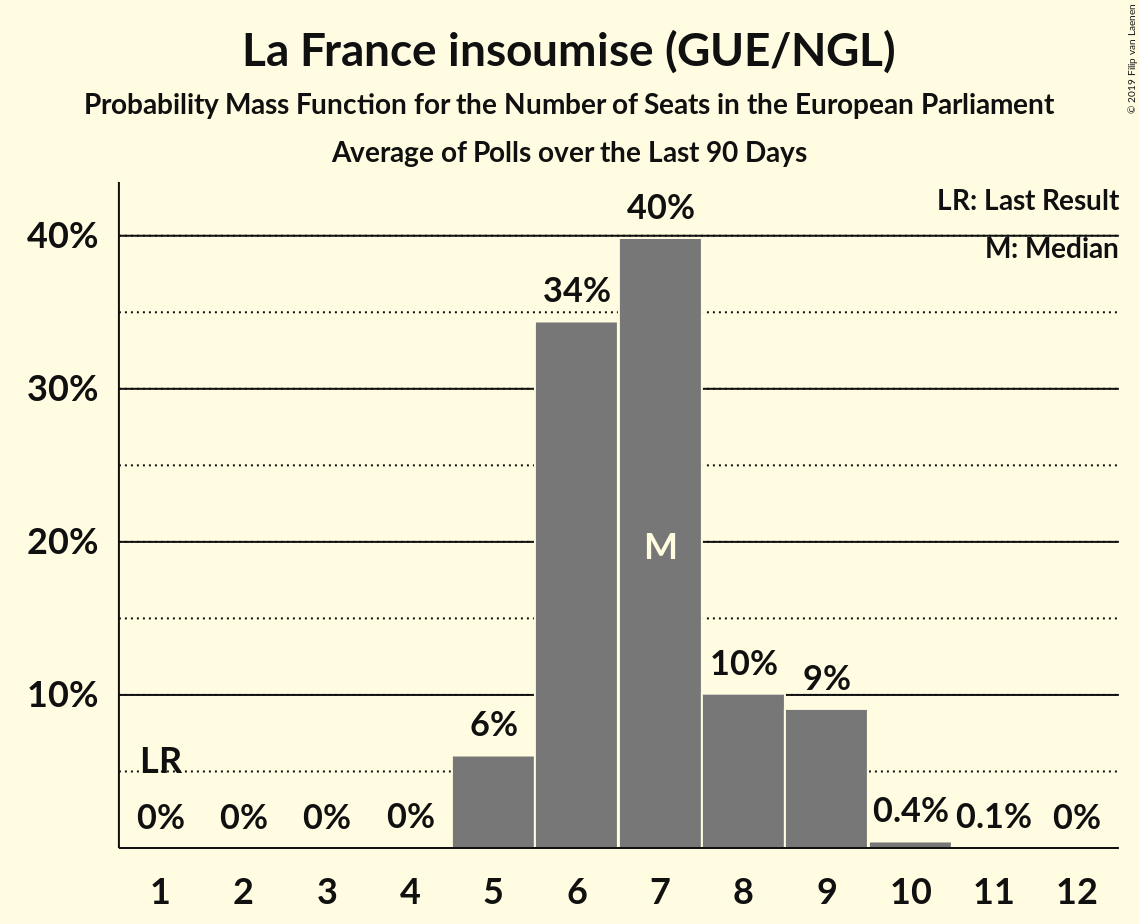 La France insoumise (GUE/NGL)
Probability Mass Function for the Number of Seats in the European Parliament
Average of Polls over the Last 90 Days
© 2019 Filip van Laenen
LR: Last Result
M: Median
40%
30%
20%
10%
LR
0%
0%
0%
0%
6%
34%
40%
M
10%
9%
0.4%
0.1%
0%
1 2 3 4 5 6 7 8 9 10 11 12